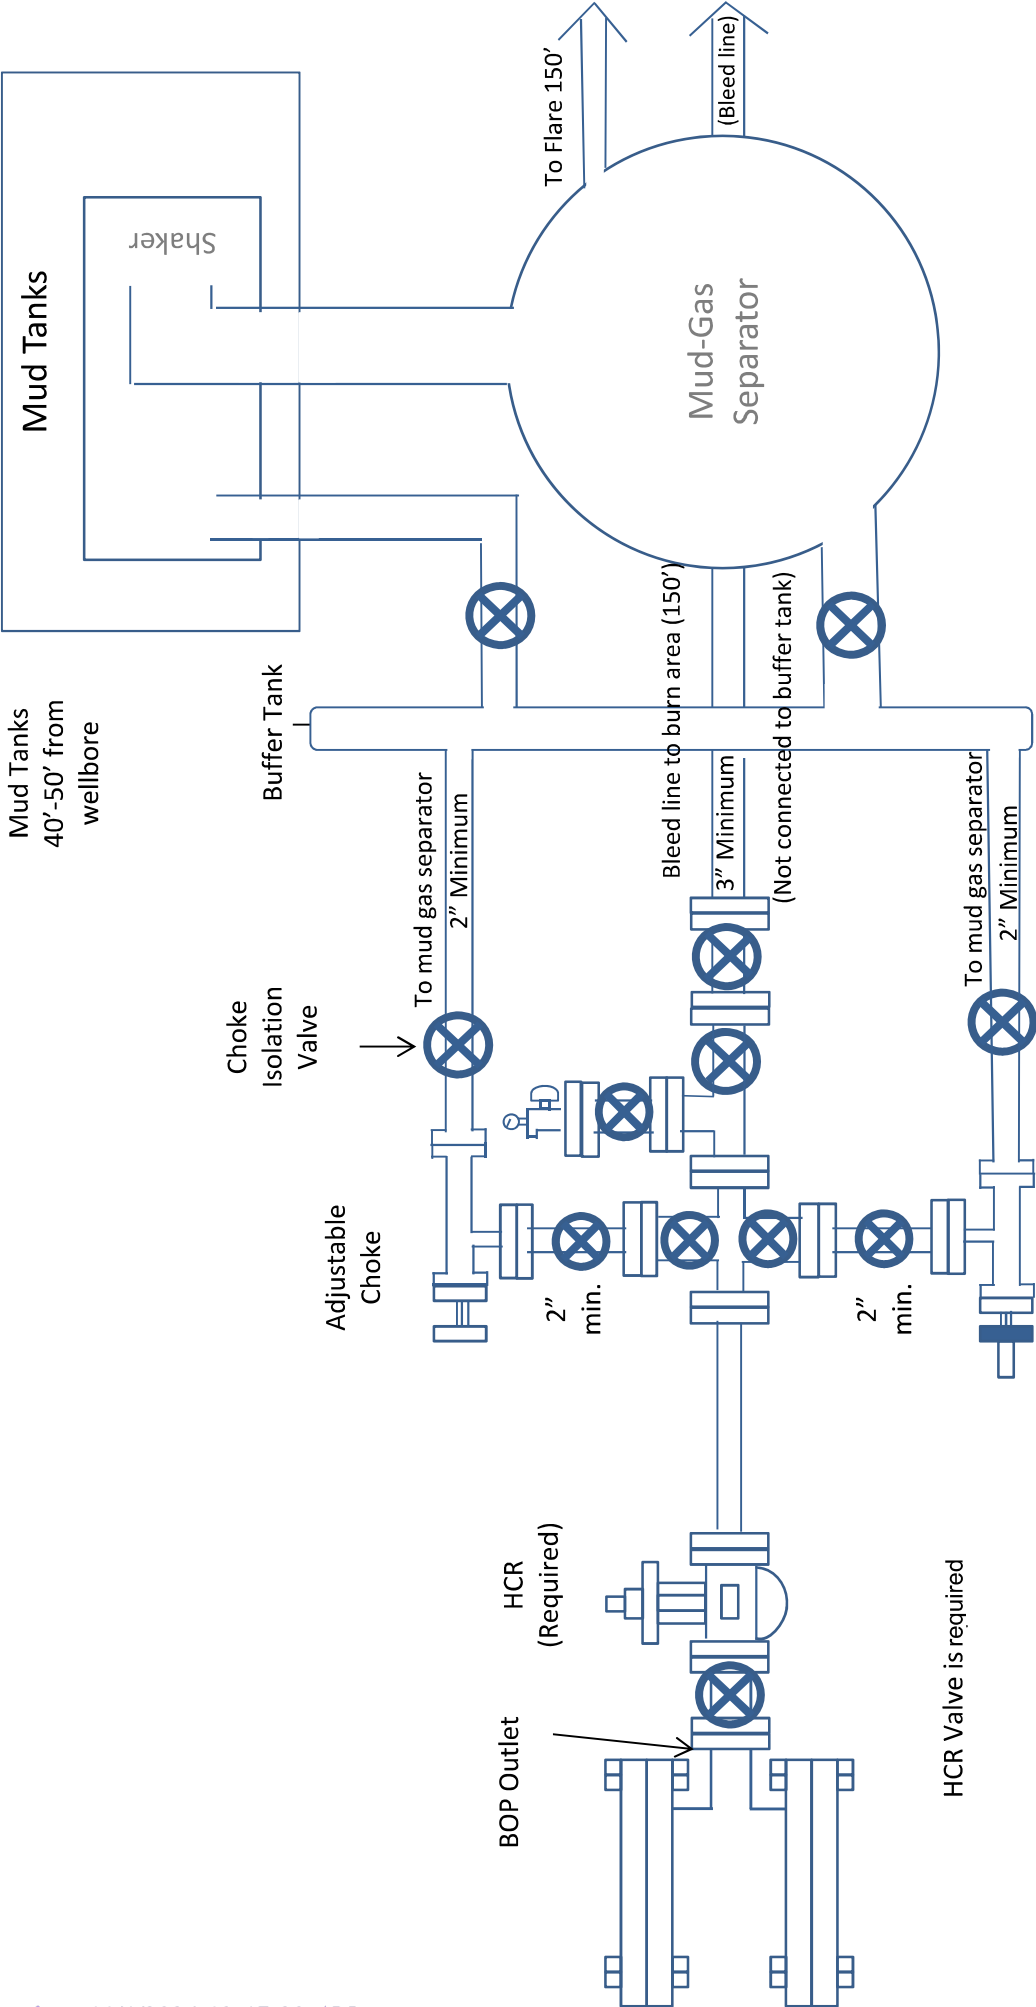 To Flare 150’
(Bleed line)
Shaker
Mud Tanks
Mud-Gas
Separator
Mud Tanks
40’-50’ from
wellbore
Buffer Tank
Bleed line to burn area (150’)
3” Minimum
(Not connected to buffer tank)
To mud gas separator
2” Minimum
To mud gas separator
2” Minimum
Choke
Isolation
Valve
Adjustable
Choke
2”
min.
2”
min.
HCR
(Required)
BOP Outlet
HCR Valve is required